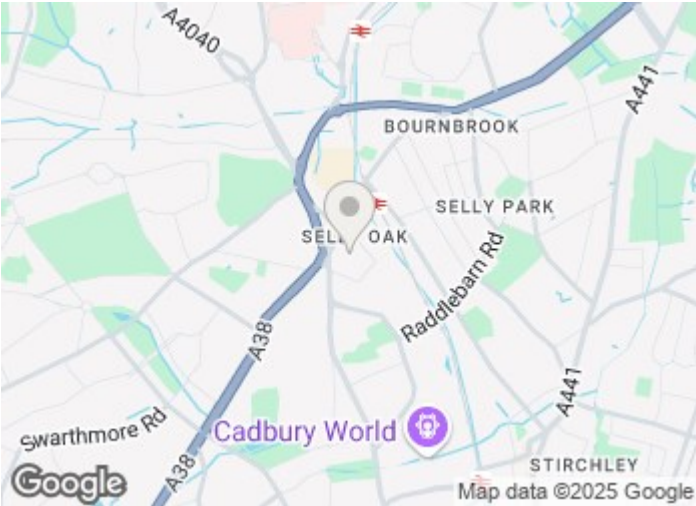 A4040
A441
BOURNBROOK
SELLY PARK
SELLY OAK
Raddlebarn Rd
A38
A441
Swarthmore Rd
Cadbury World
A38
STIRCHLEY
Google
Map data ©2025 Google